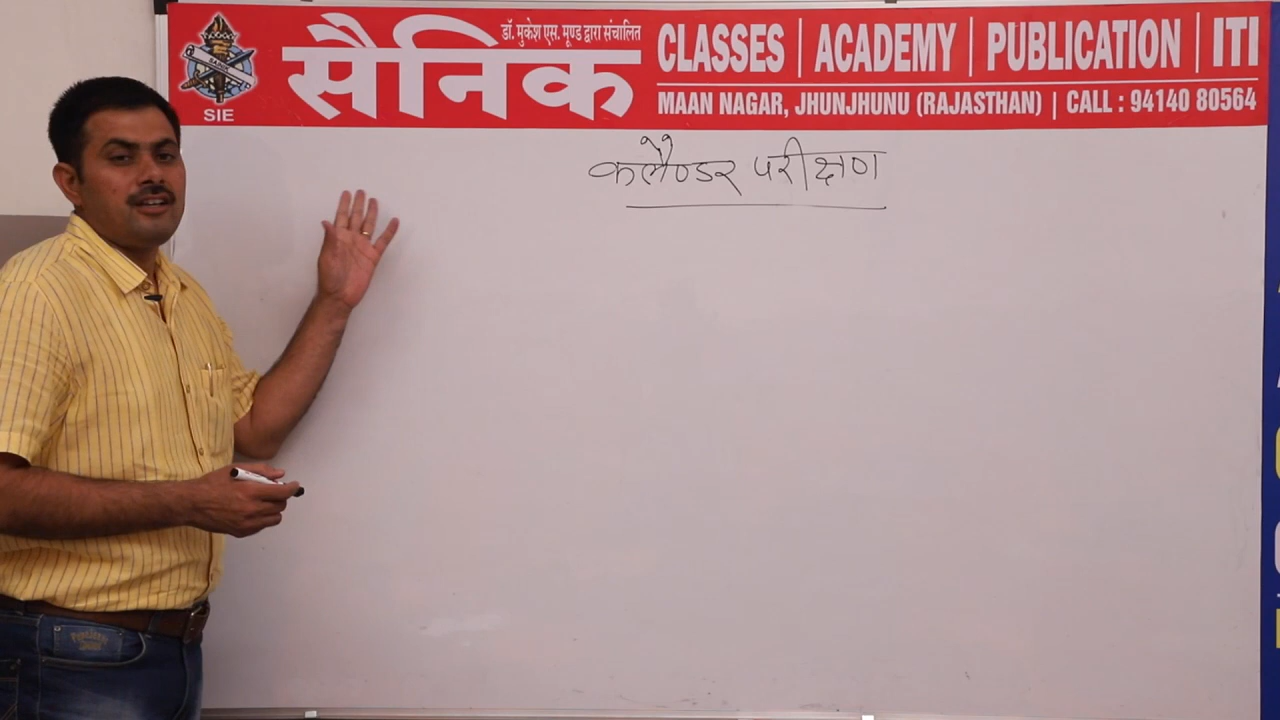 डॉ. मुकेश एस. मूण्ड द्वारा संचालित
सैनिक
SIE
CLASSES | ACADEMY | PUBLICATION | ITI
MAAN NAGAR, JHUNJHUNU (RAJASTHAN) | CALL : 94140 80564
कलैण्डर परीक्षण